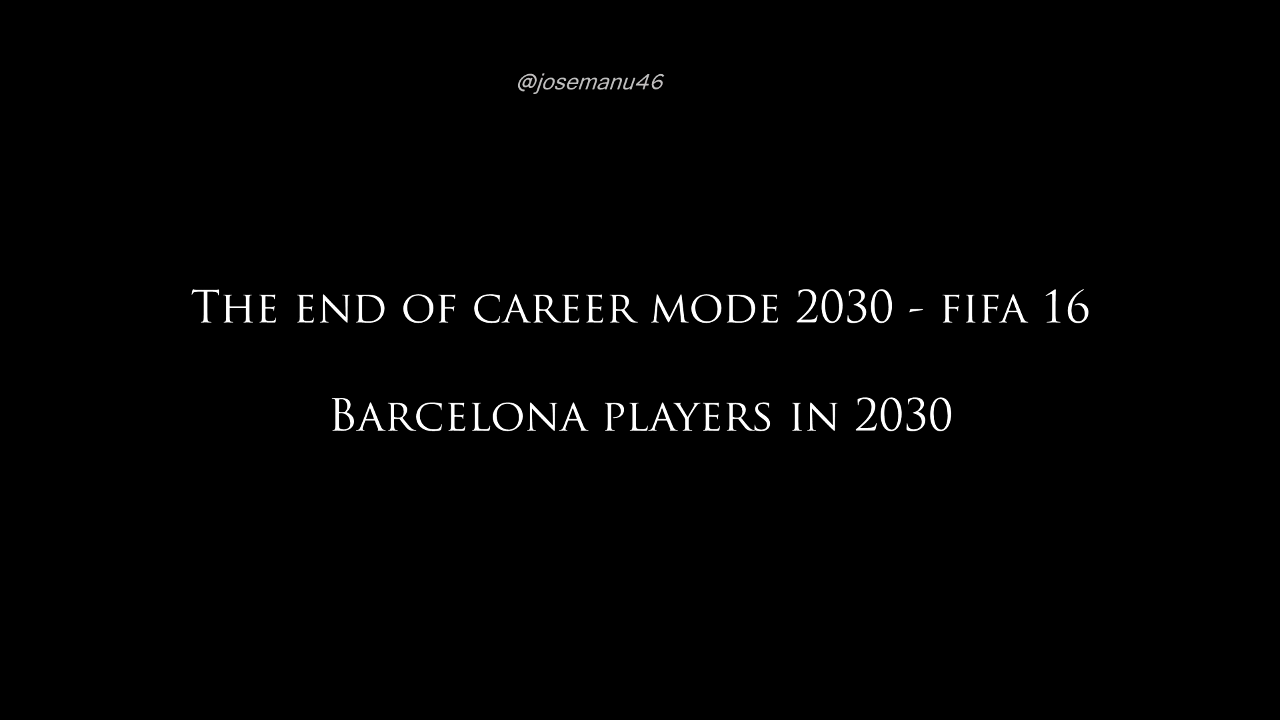 @josemanu46
The end of career mode 2030 - fifa 16
Barcelona players in 2030